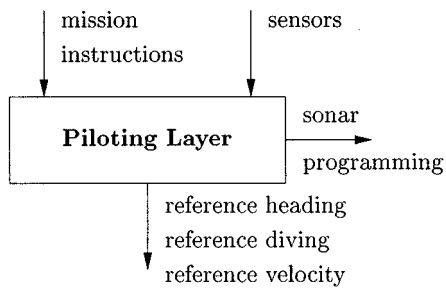 mission
instructions
sensors
Piloting Layer
sonar
programming
reference heading
reference diving
reference velocity